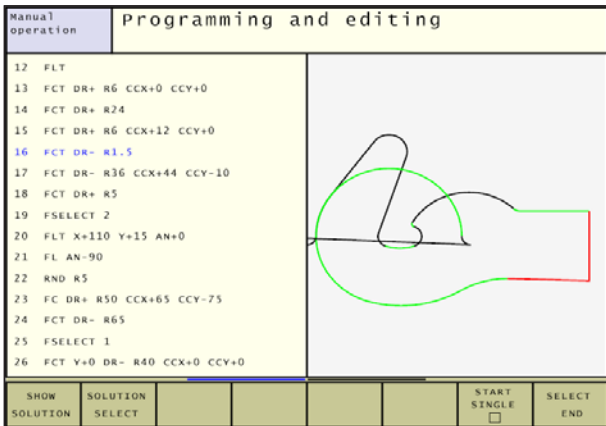 Manual
operation
Programming and editing
12 FLT
13 FCT DR+ R6 CCX+0 CCY+0
14 FCT DR+ R24
15 FCT DR+ R6 CCX+12 CCY+0
16 FCT DR- R1.5
17 FCT DR- R36 CCX+44 CCY-10
18 FCT DR+ R5
19 FSELECT 2
20 FLT X+110 Y+15 AN+0
21 FL AN-90
22 RND R5
23 FC DR+ R50 CCX+65 CCY-75
24 FCT DR- R65
25 FSELECT 1
26 FCT Y+0 DR- R40 CCX+0 CCY+0
SHOW
SOLUTION
SOLUTION
SELECT
START
SINGLE
SELECT
END